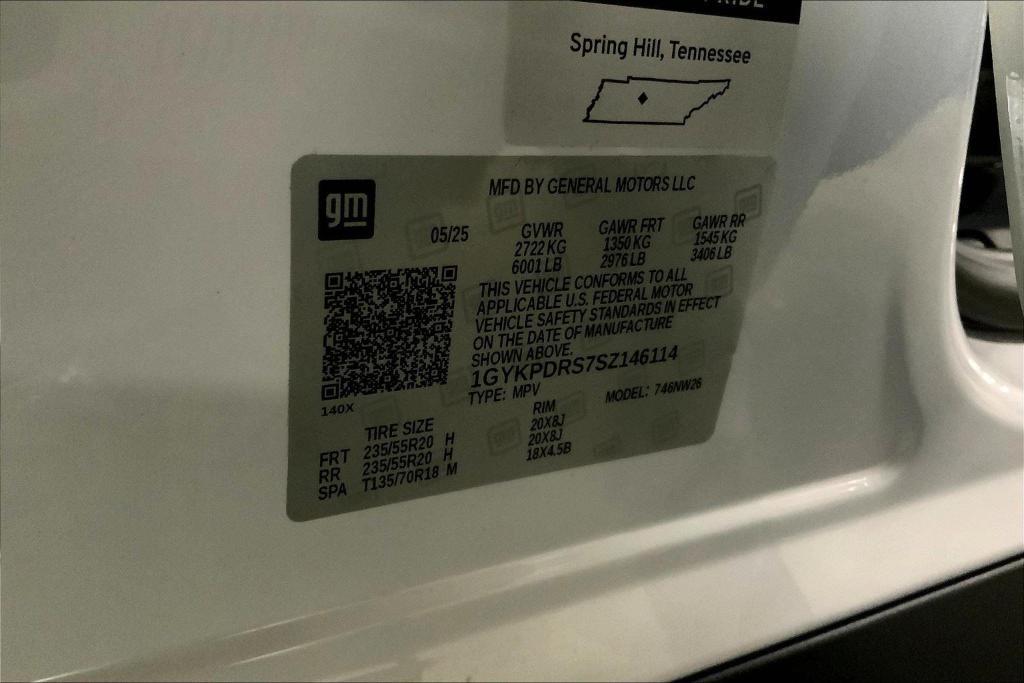 Spring Hill, Tennessee
gm
MFD BY GENERAL MOTORS LLC
05/25
GVWR GAWR FRT GAWR RR
2722 KG 1350 KG 1545 KG
6001 LB 2976 LB 3406 LB
THIS VEHICLE CONFORMS TO ALL
APPLICABLE U.S. FEDERAL MOTOR
VEHICLE SAFETY STANDARDS IN EFFECT
ON THE DATE OF MANUFACTURE
SHOWN ABOVE.
1GYKPDRS7SZ146114
TYPE: MPV MODEL: 746NW26
140X
TIRE SIZE RIM
FRT 235/55R20 H 20X8J
RR 235/55R20 H 20X8J
SPA T135/70R18 M 18X4.5B